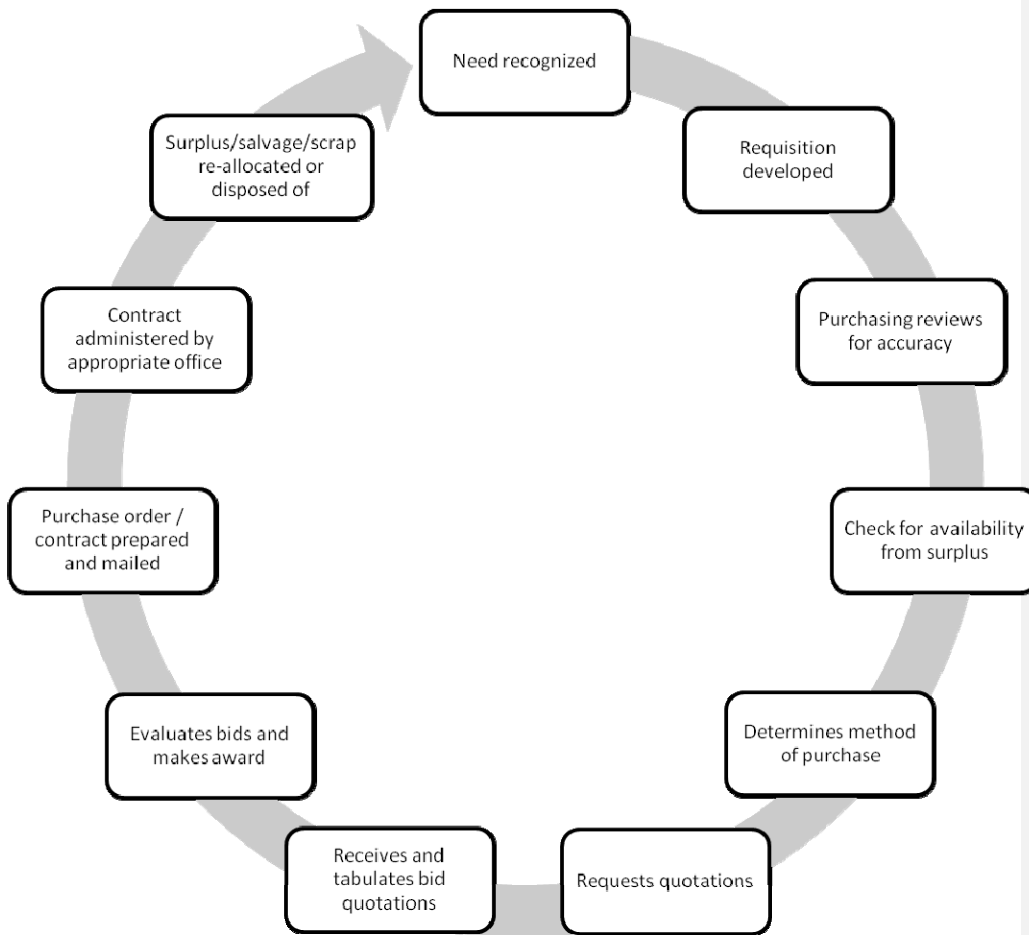 Need recognized
Requisition
developed
Purchasing reviews
for accuracy
Check for availability
from surplus
Determines method
of purchase
Requests quotations
Receives and
tabulates bid
quotations
Evaluates bids and
makes award
Purchase order /
contract prepared
and mailed
Contract
administered by
appropriate office
Surplus/salvage/scrap
re-allocated or
disposed of